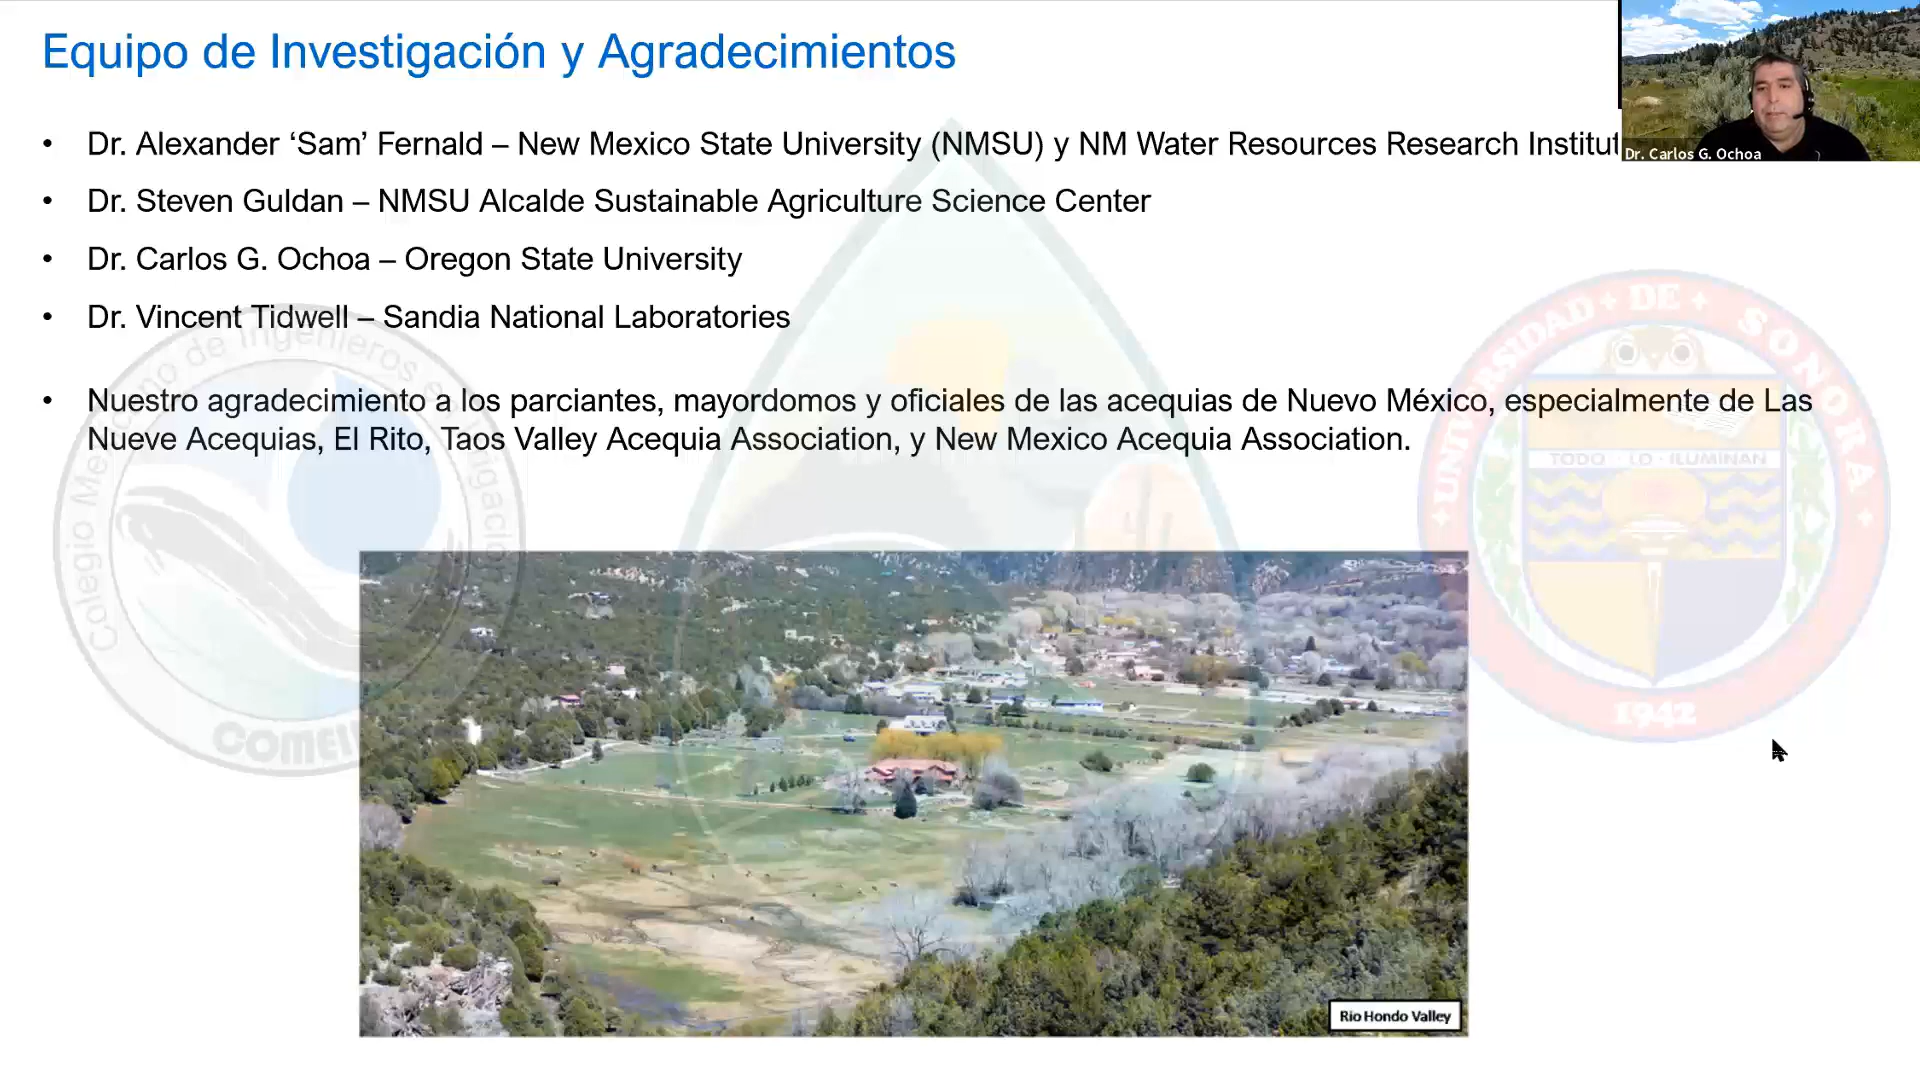 Equipo de Investigación y Agradecimientos
• Dr. Alexander ‘Sam’ Fernald – New Mexico State University (NMSU) y NM Water Resources Research Institut
Dr. Carlos G. Ochoa
• Dr. Steven Guldan – NMSU Alcalde Sustainable Agriculture Science Center
• Dr. Carlos G. Ochoa – Oregon State University
• Dr. Vincent Tidwell – Sandia National Laboratories
• Nuestro agradecimiento a los parciantes, mayordomos y oficiales de las acequias de Nuevo México, especialmente de Las
Nueve Acequias, El Rito, Taos Valley Acequia Association, y New Mexico Acequia Association.
UNIVERSIDAD DE SONORA
TODO LO ILUMINAN
1942
Rio Hondo Valley